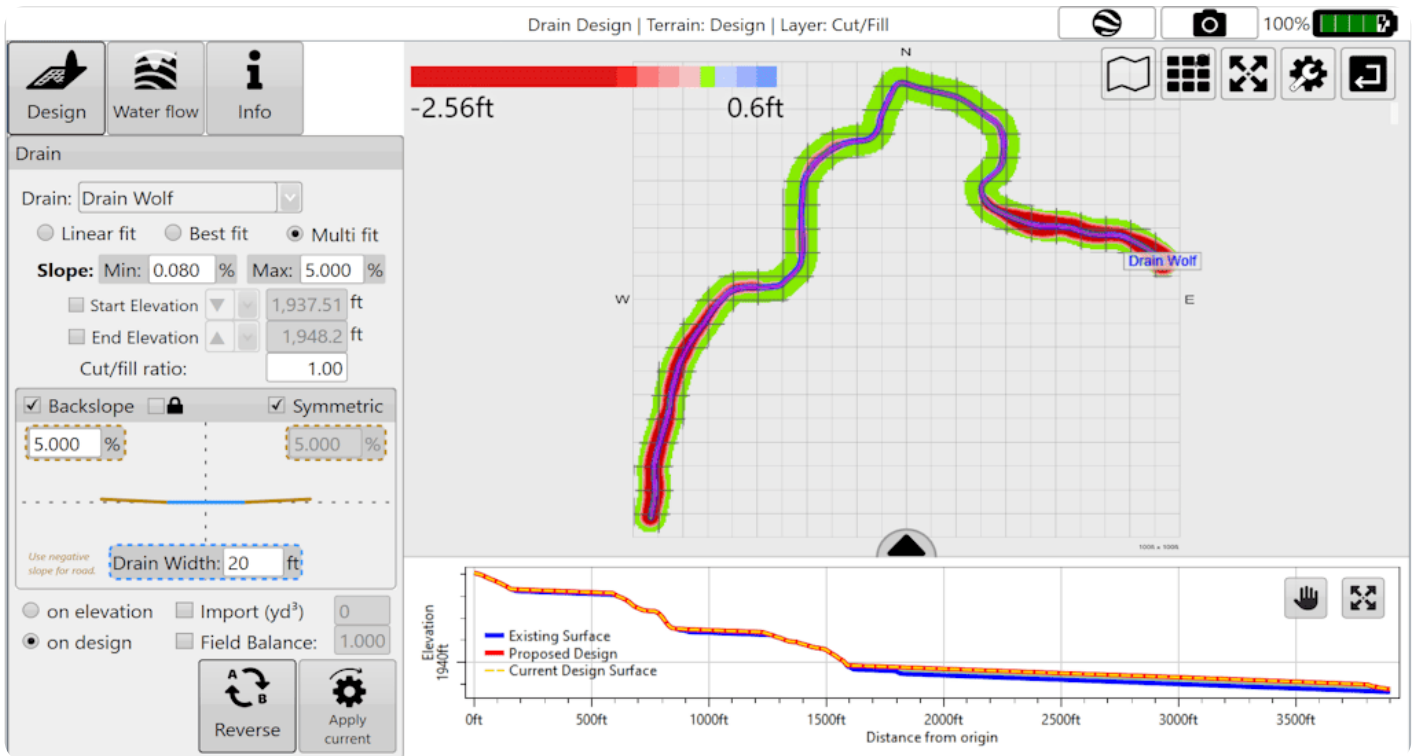 Drain Design | Terrain: Design | Layer: Cut/Fill
100%
Design
Water flow
Info
Drain
Drain: Drain Wolf
Linear fit
Best fit
Multi fit
Slope: Min: 0.080 % Max: 5.000 %
Start Elevation 1,937.51 ft
End Elevation 1,948.2 ft
Cut/fill ratio: 1.00
Backslope
Symmetric
5.000 %
5.000 %
Use negative
slope for road.
Drain Width: 20 ft
on elevation
Import (yd³) 0
on design
Field Balance: 1.000
A
B
Reverse
Apply
current
-2.56ft
0.6ft
N
W
E
Drain Wolf
100ft x 100ft
Elevation
1940ft
Existing Surface
Proposed Design
Current Design Surface
0ft
500ft
1000ft
1500ft
2000ft
2500ft
3000ft
3500ft
Distance from origin